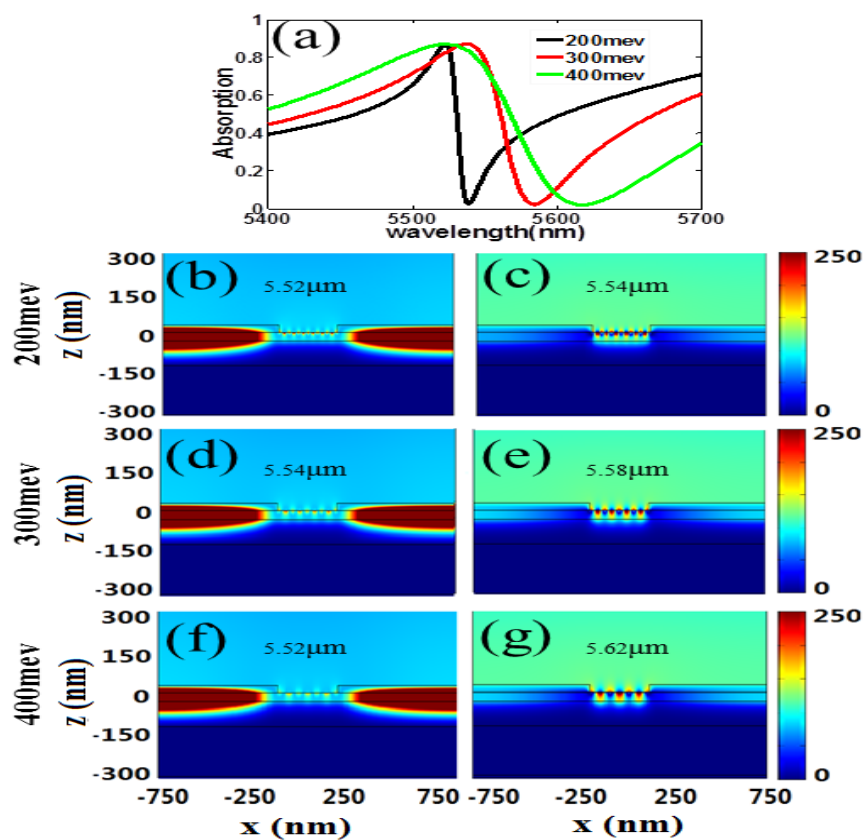 (a)
Absorption
1
0.8
0.6
0.4
0.2
0
200mev
300mev
400mev
5400 5500 5600 5700
wavelength(nm)
200mev
z (nm)
300
150
0
-150
-300
(b) 5.52μm
(c) 5.54μm
250
0
300mev
z (nm)
300
150
0
-150
-300
(d) 5.54μm
(e) 5.58μm
250
0
400mev
z (nm)
300
150
0
-150
-300
(f) 5.52μm
(g) 5.62μm
250
0
-750 -250 250 750 -750 -250 250 750
x (nm) x (nm)